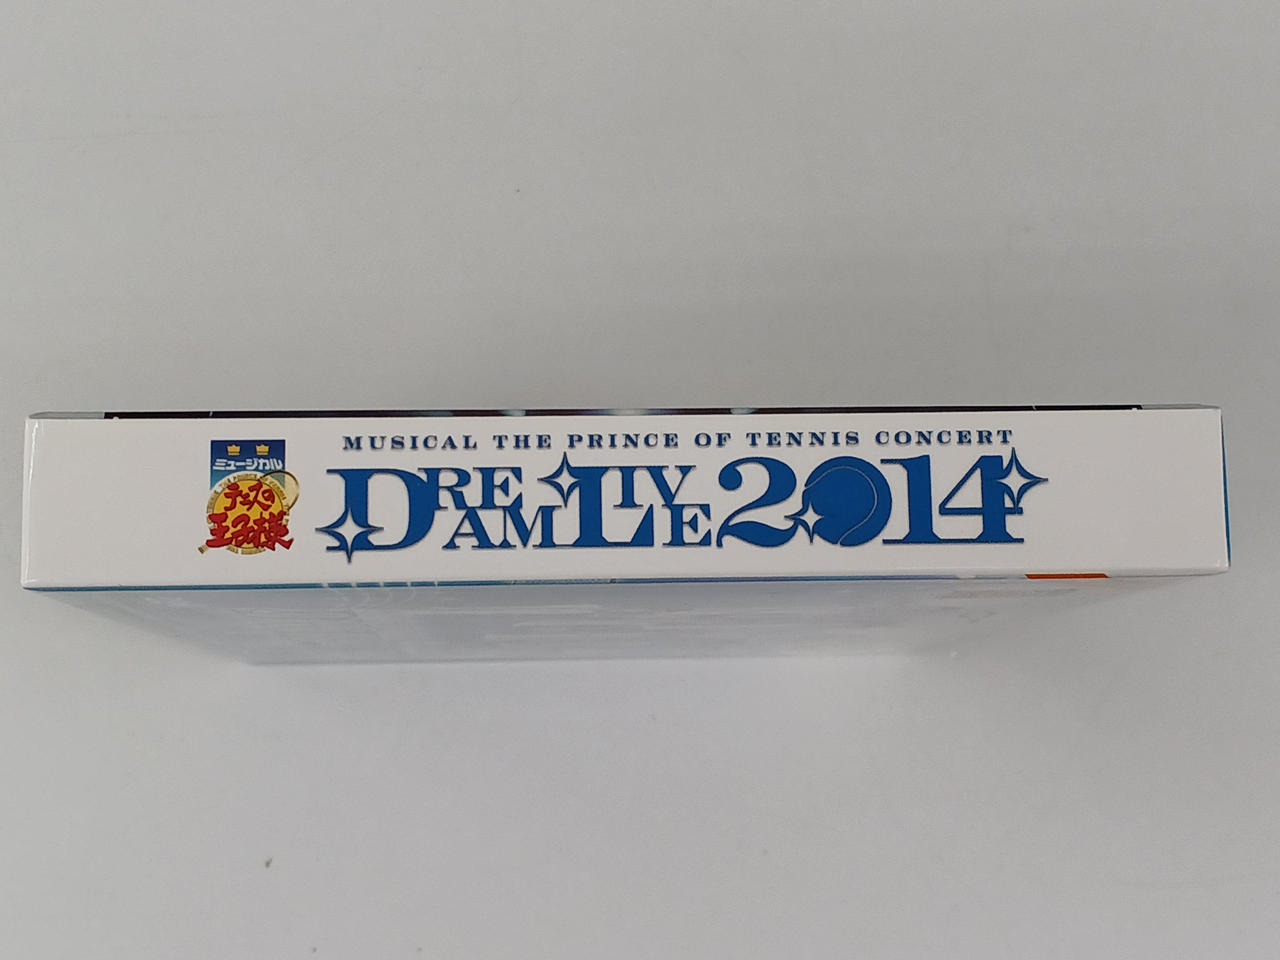 MUSICAL THE PRINCE OF TENNIS CONCERT
DREAM LIVE 2014
ミュージカル
テニスの
王子様